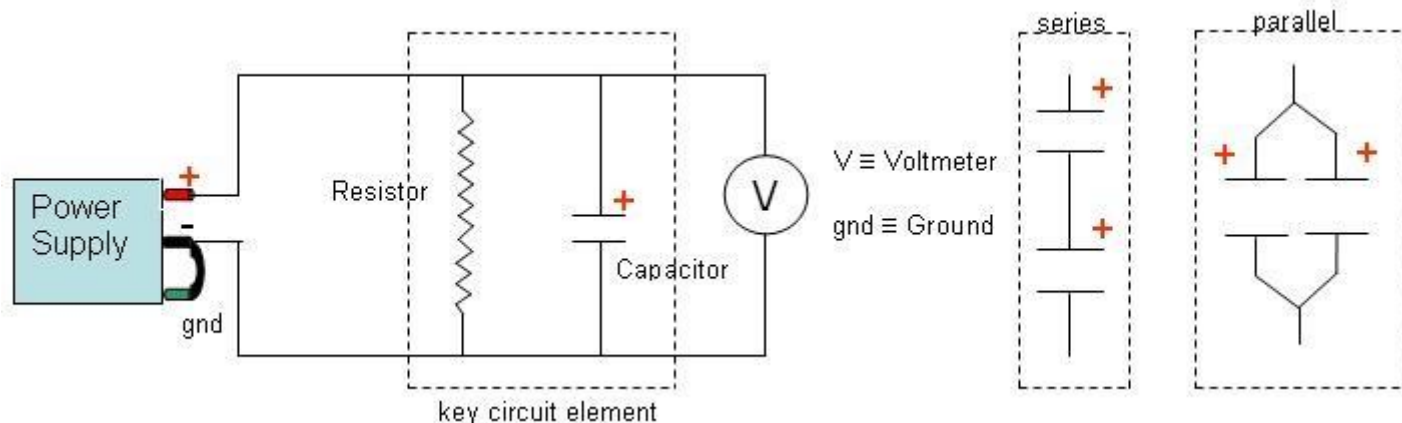 series
parallel
+
+
+
+
+
Power
Supply
-
gnd
Resistor
+
Capacitor
V
V ≡ Voltmeter
gnd ≡ Ground
key circuit element